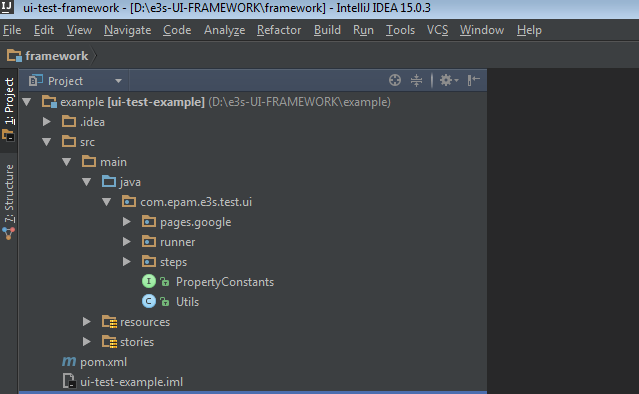 ui-test-framework - [D:\e3s-UI-FRAMEWORK\framework] - IntelliJ IDEA 15.0.3
File Edit View Navigate Code Analyze Refactor Build Run Tools VCS Window Help
framework
Project
1: Project
7: Structure
example [ui-test-example] (D:\e3s-UI-FRAMEWORK\example)
.idea
src
main
java
com.epam.e3s.test.ui
pages.google
runner
steps
I PropertyConstants
C Utils
resources
stories
m pom.xml
ui-test-example.iml